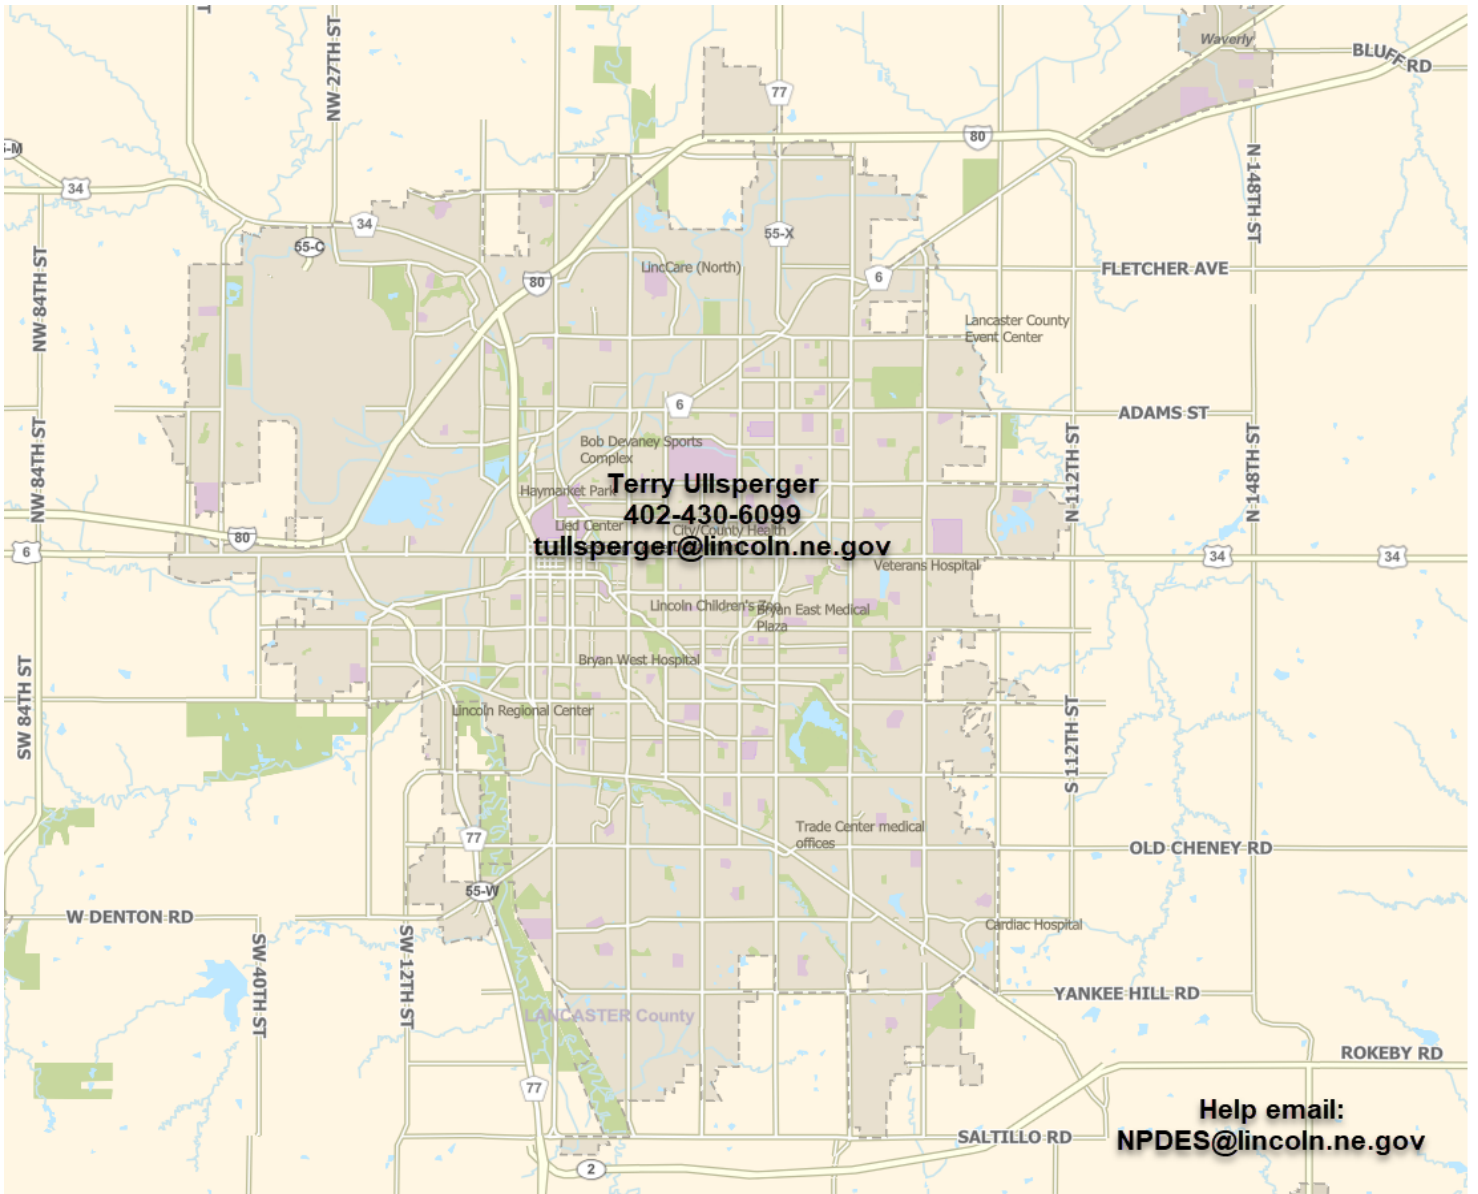 Waverly
BLUFF RD
NW 27TH ST
77
80
N 148TH ST
34
34
55-C
55-X
NW 84TH ST
80
LincCare (North)
6
FLETCHER AVE
Lancaster County
Event Center
6
ADAMS ST
NW 84TH ST
Bob Devaney Sports
Complex
N 112TH ST
N 148TH ST
Terry Ullsperger
Haymarket Park
402-430-6099
Lied Center
City/County Health
tullsperger@lincoln.ne.gov
80
6
34
34
Veterans Hospital
Lincoln Children's Zoo
Bryan East Medical
Plaza
Bryan West Hospital
SW 84TH ST
Lincoln Regional Center
S 112TH ST
Trade Center medical
offices
77
OLD CHENEY RD
55-W
W DENTON RD
SW 40TH ST
SW 12TH ST
Cardiac Hospital
YANKEE HILL RD
LANCASTER County
ROKEBY RD
77
Help email:
NPDES@lincoln.ne.gov
SALTILLO RD
2